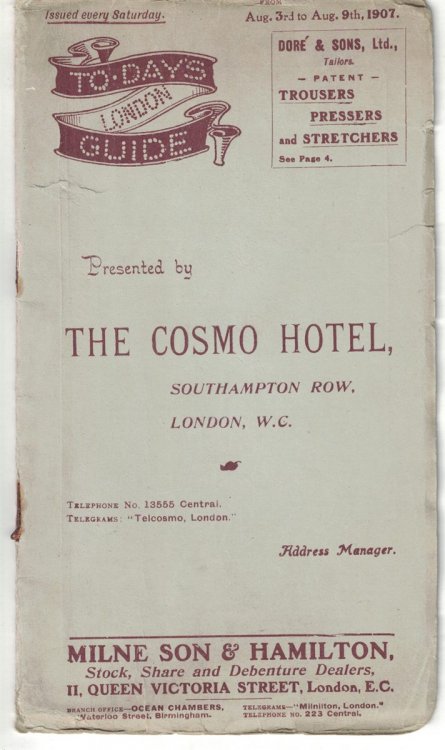 Issued every Saturday.
FROM
Aug. 3rd to Aug. 9th, 1907.
TO-DAYS
LONDON
GUIDE
DORÉ & SONS, Ltd.,
Tailors.
— PATENT —
TROUSERS
PRESSERS
and STRETCHERS
See Page 4.
Presented by
THE COSMO HOTEL,
SOUTHAMPTON ROW,
LONDON, W.C.
TELEPHONE NO. 13555 Central.
TELEGRAMS: "Telcosmo, London."
Address Manager.
MILNE SON & HAMILTON,
Stock, Share and Debenture Dealers,
11, QUEEN VICTORIA STREET, London, E.C.
BRANCH OFFICE—OCEAN CHAMBERS,
Waterloo Street, Birmingham.
TELEGRAMS—"Milnilton, London."
TELEPHONE NO. 223 Central.